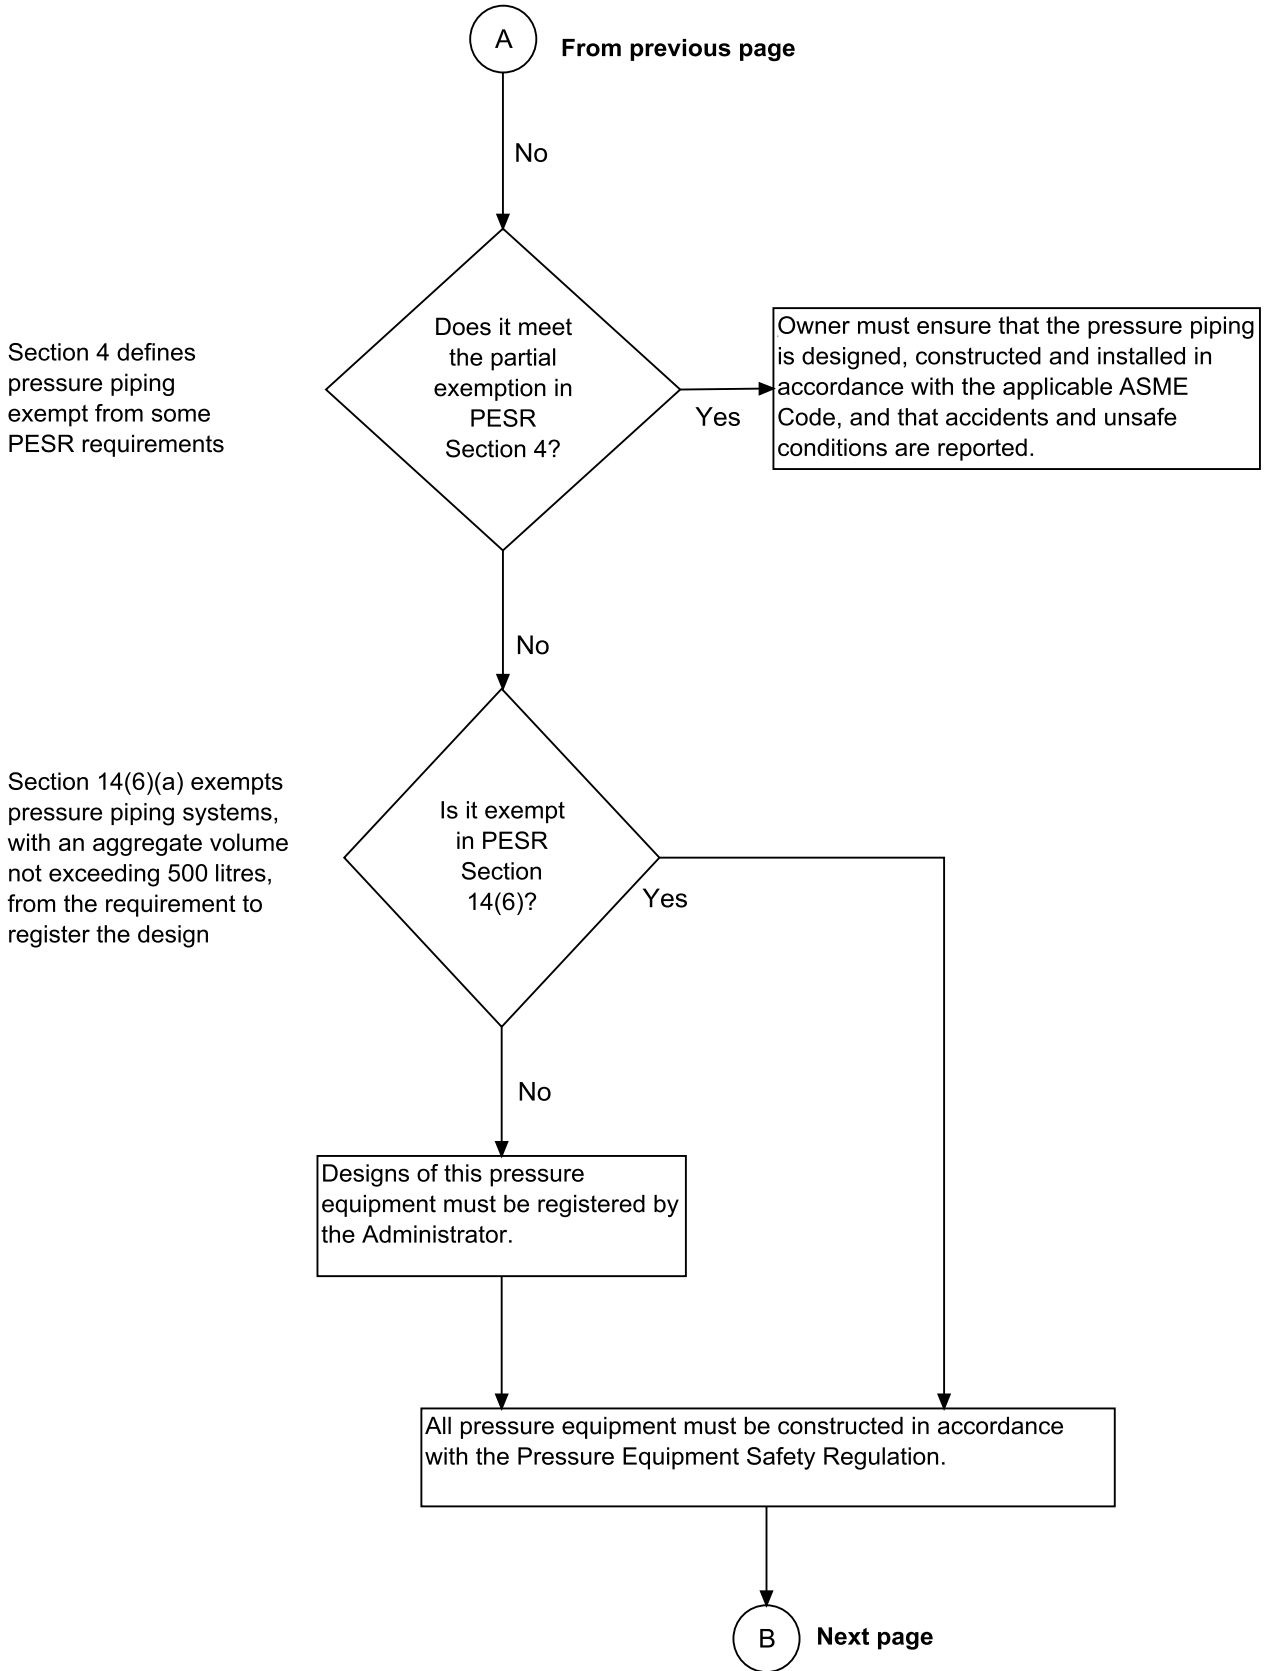 A
From previous page
No
Does it meet
the partial
exemption in
PESR
Section 4?
Section 4 defines
pressure piping
exempt from some
PESR requirements
Yes
Owner must ensure that the pressure piping
is designed, constructed and installed in
accordance with the applicable ASME
Code, and that accidents and unsafe
conditions are reported.
No
Section 14(6)(a) exempts
pressure piping systems,
with an aggregate volume
not exceeding 500 litres,
from the requirement to
register the design
Is it exempt
in PESR
Section
14(6)?
Yes
No
Designs of this pressure
equipment must be registered by
the Administrator.
All pressure equipment must be constructed in accordance
with the Pressure Equipment Safety Regulation.
B
Next page